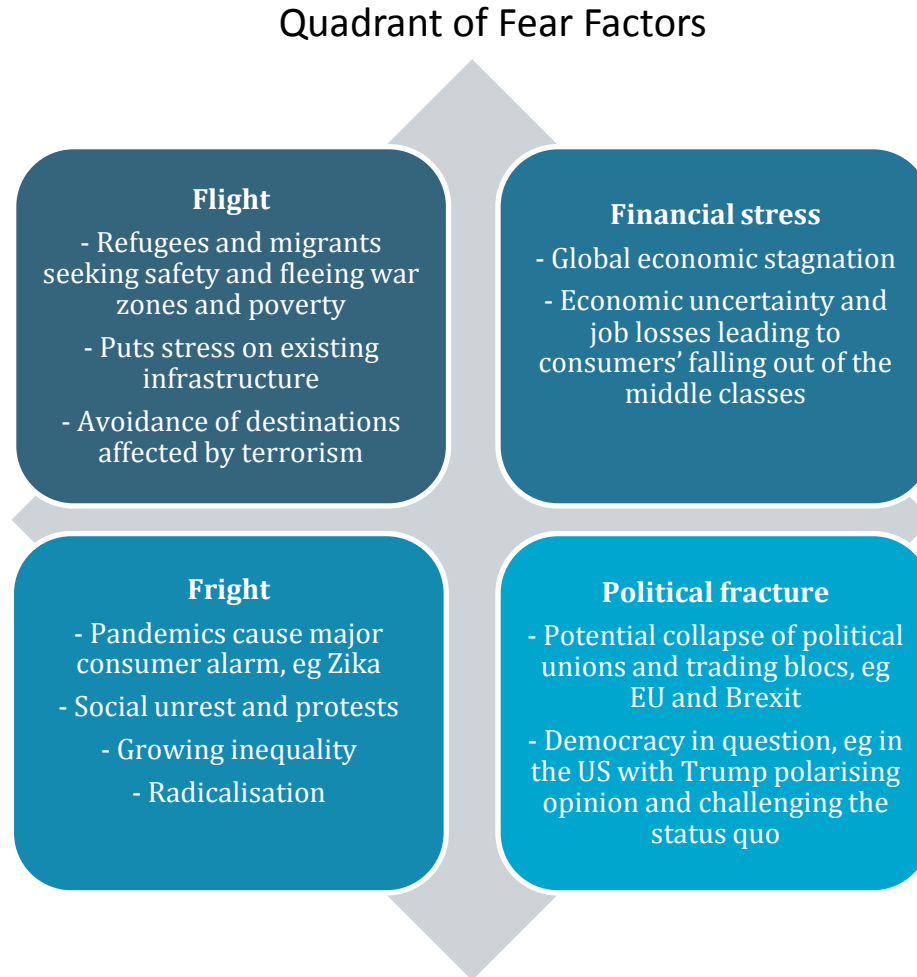 Quadrant of Fear Factors
Flight
- Refugees and migrants
seeking safety and fleeing war
zones and poverty
- Puts stress on existing
infrastructure
- Avoidance of destinations
affected by terrorism
Financial stress
- Global economic stagnation
- Economic uncertainty and
job losses leading to
consumers’ falling out of the
middle classes
Fright
- Pandemics cause major
consumer alarm, eg Zika
- Social unrest and protests
- Growing inequality
- Radicalisation
Political fracture
- Potential collapse of political
unions and trading blocs, eg
EU and Brexit
- Democracy in question, eg in
the US with Trump polarising
opinion and challenging the
status quo